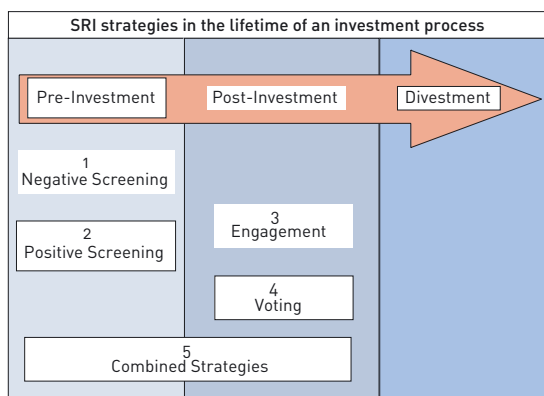 SRI strategies in the lifetime of an investment process
Pre-Investment
Post-Investment
Divestment
1
Negative Screening
2
Positive Screening
3
Engagement
4
Voting
5
Combined Strategies